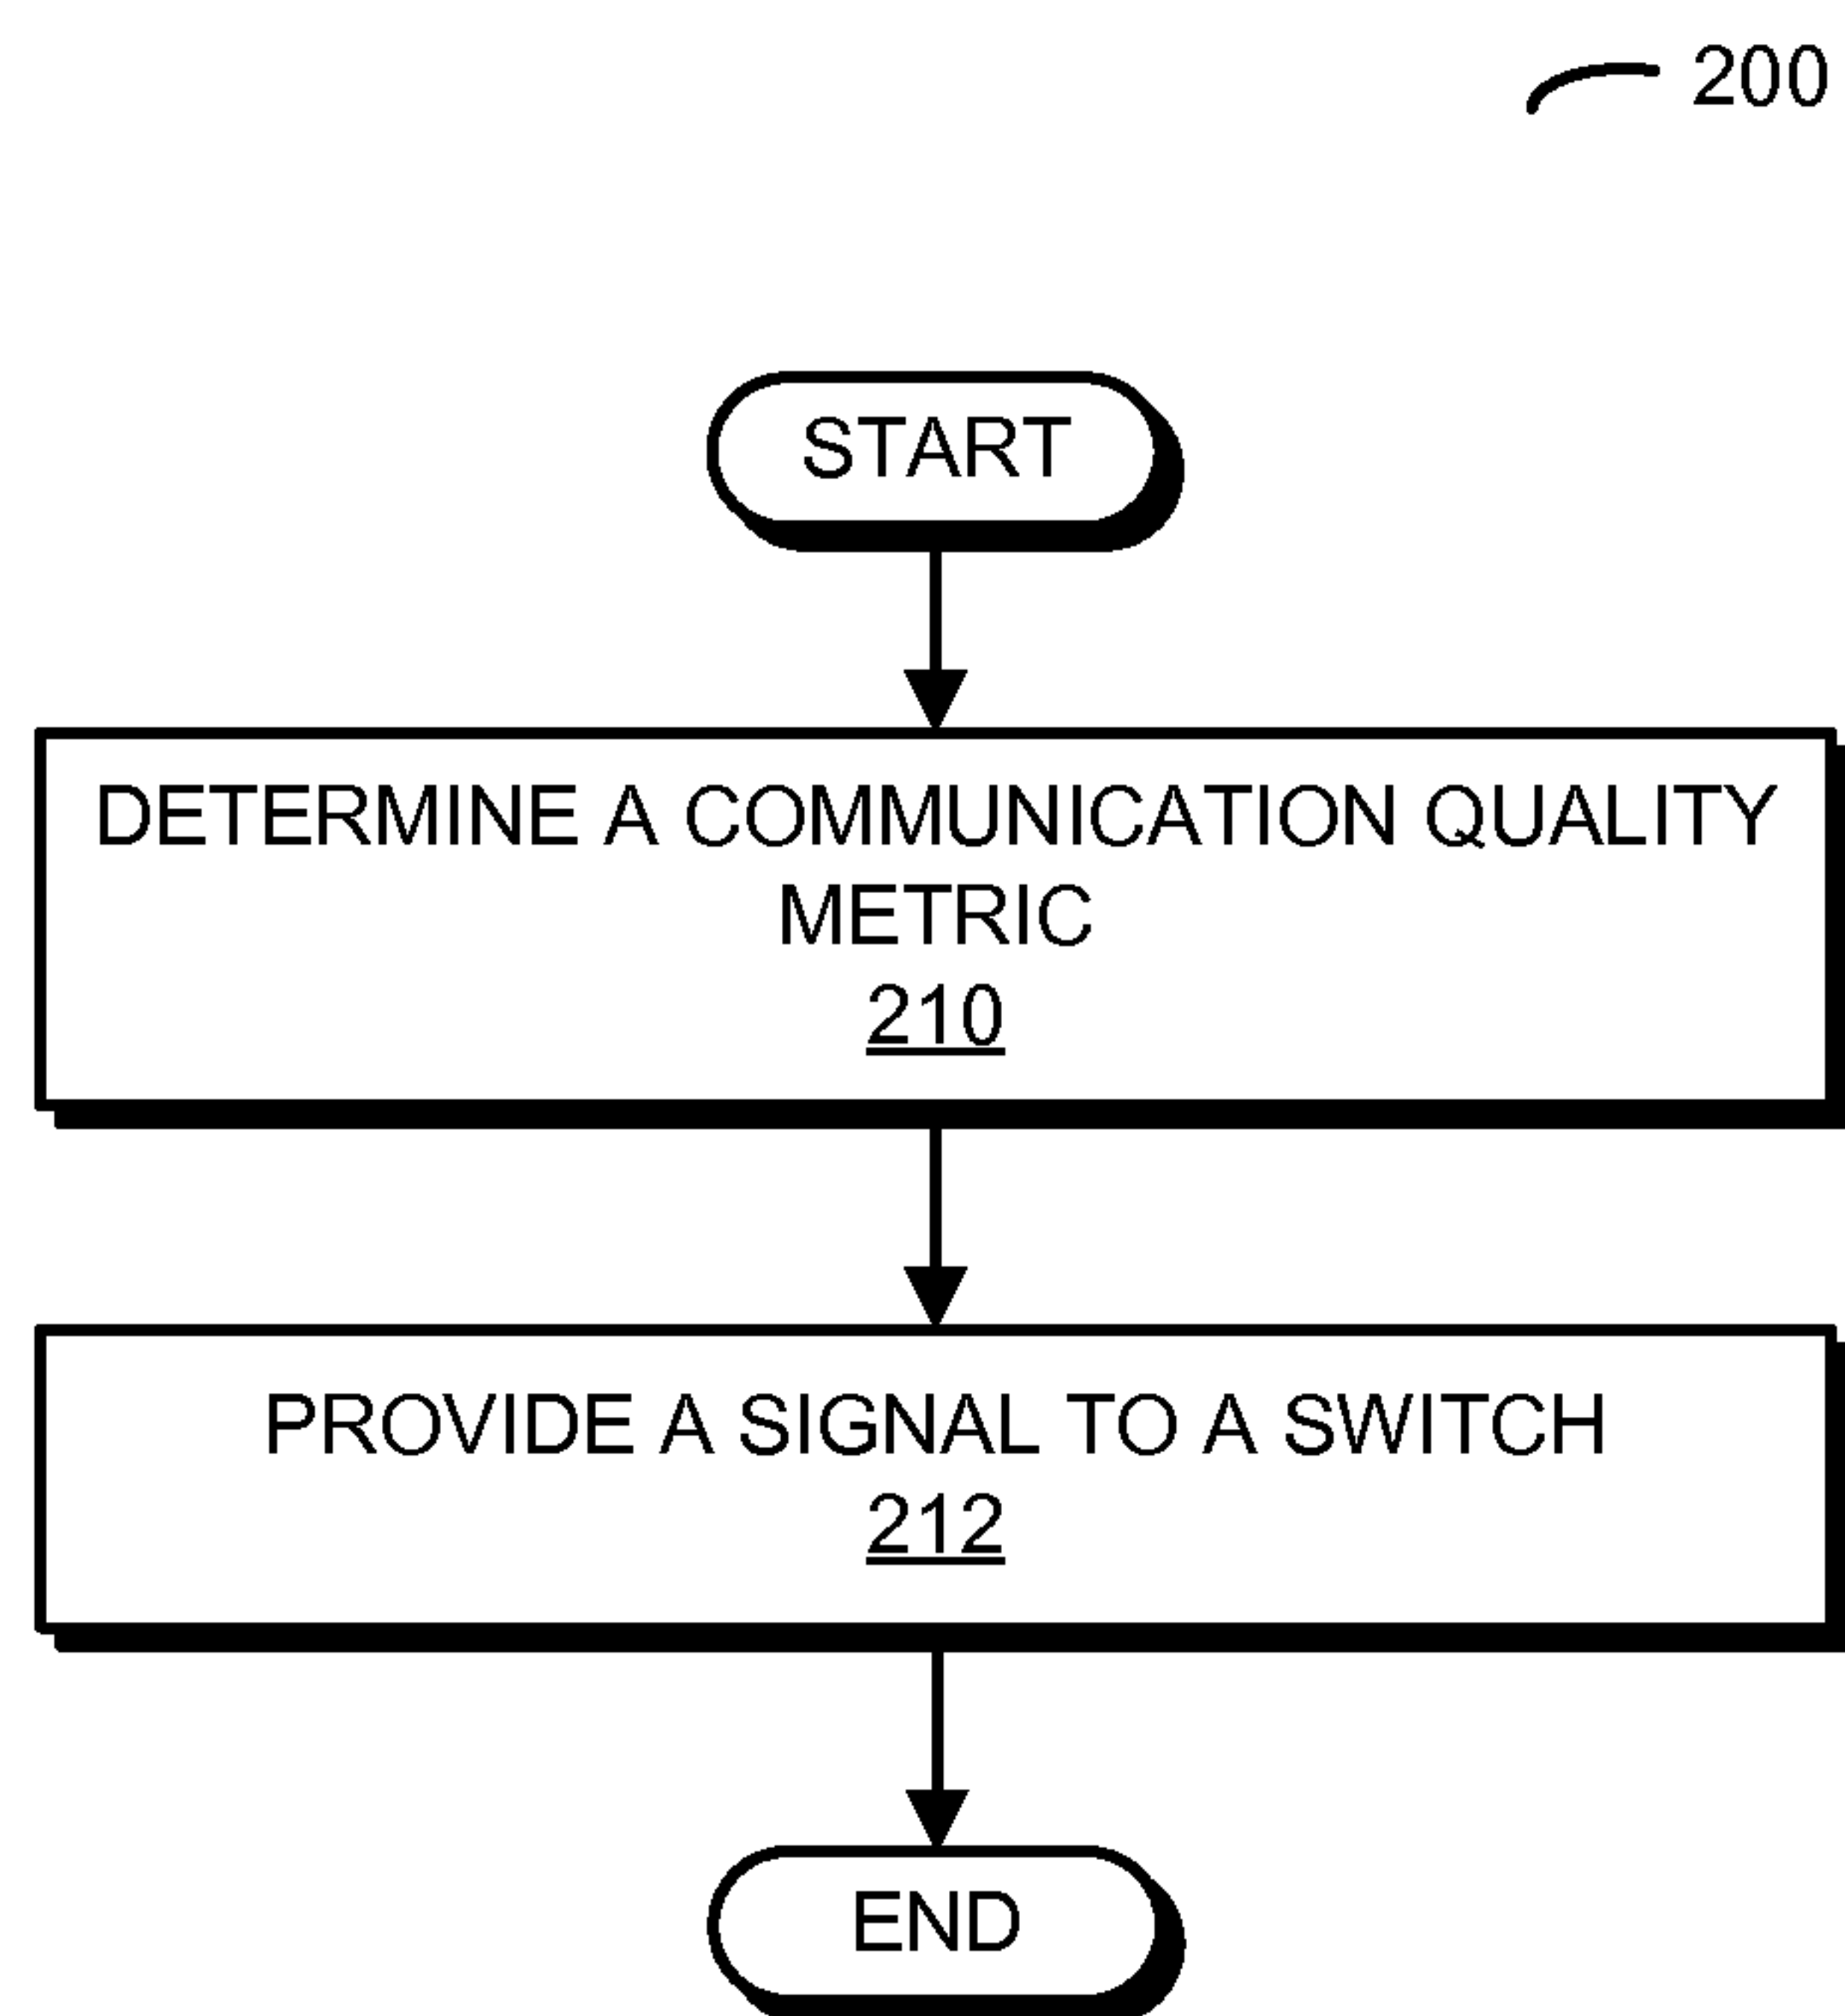 200
START
DETERMINE A COMMUNICATION QUALITY
METRIC
210
PROVIDE A SIGNAL TO A SWITCH
212
END